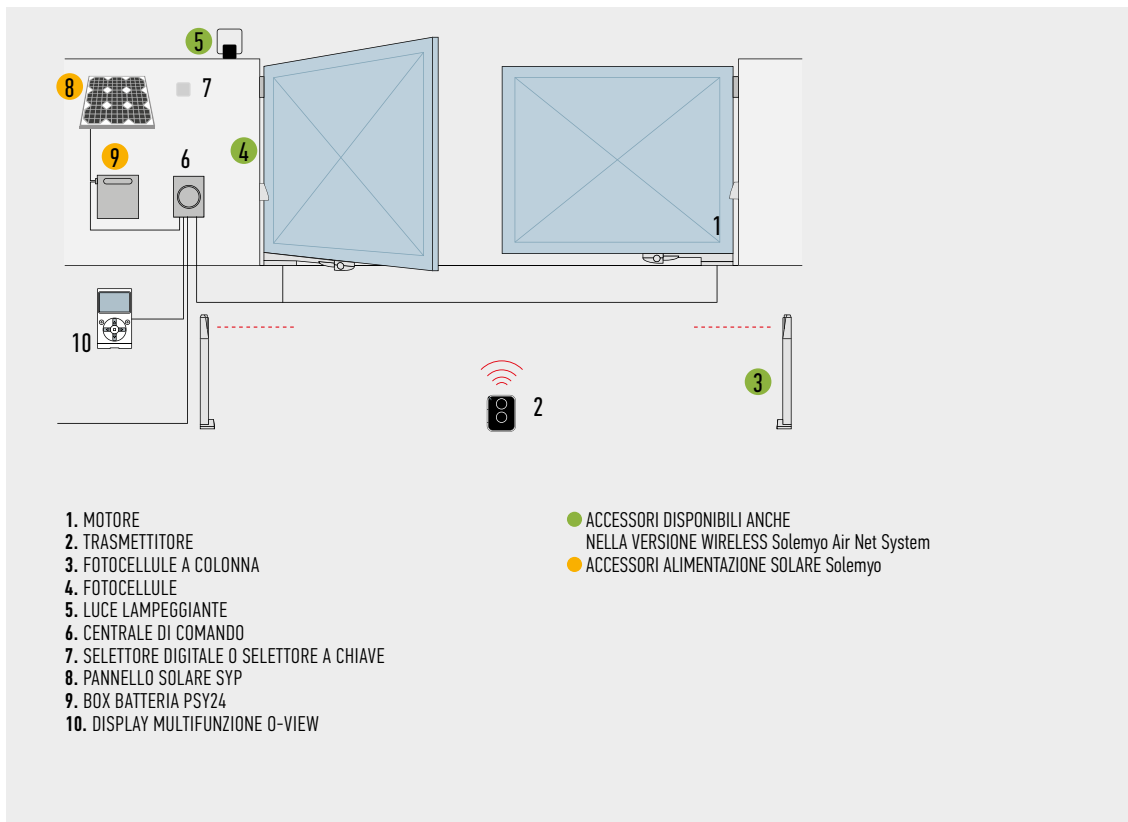 5
8
7
4
9
6
1
10
3
2
1. MOTORE
2. TRASMETTITORE
3. FOTOCELLULE A COLONNA
4. FOTOCELLULE
5. LUCE LAMPEGGIANTE
6. CENTRALE DI COMANDO
7. SELETTORE DIGITALE O SELETTORE A CHIAVE
8. PANNELLO SOLARE SYP
9. BOX BATTERIA PSY24
10. DISPLAY MULTIFUNZIONE O-VIEW
ACCESSORI DISPONIBILI ANCHE
NELLA VERSIONE WIRELESS Solemyo Air Net System
ACCESSORI ALIMENTAZIONE SOLARE Solemyo